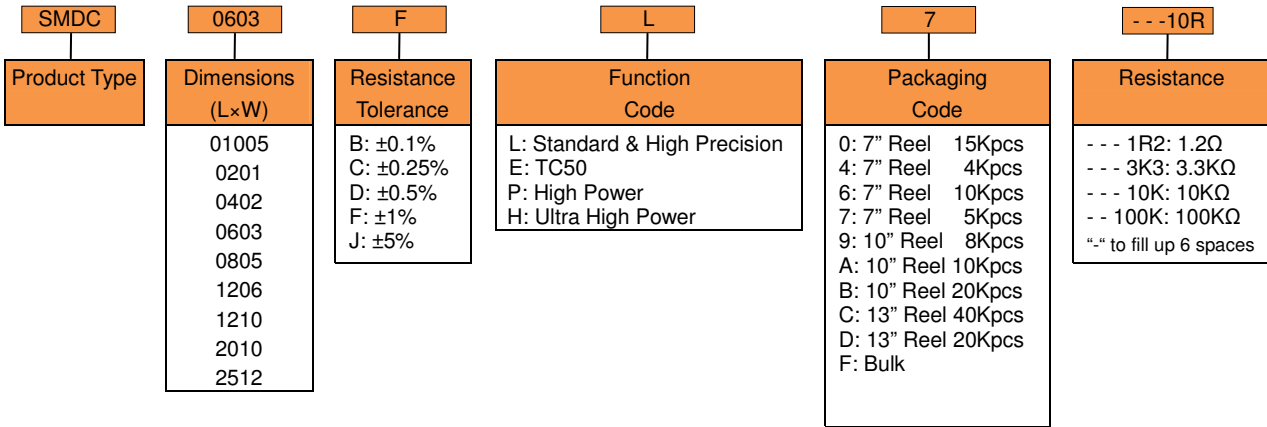 SMDC 0603 F L 7 - - -10R
Product Type
Dimensions
(L×W)
01005
0201
0402
0603
0805
1206
1210
2010
2512
Resistance
Tolerance
B: ±0.1%
C: ±0.25%
D: ±0.5%
F: ±1%
J: ±5%
Function
Code
L: Standard & High Precision
E: TC50
P: High Power
H: Ultra High Power
Packaging
Code
0: 7” Reel 15Kpcs
4: 7” Reel 4Kpcs
6: 7” Reel 10Kpcs
7: 7” Reel 5Kpcs
9: 10” Reel 8Kpcs
A: 10” Reel 10Kpcs
B: 10” Reel 20Kpcs
C: 13” Reel 40Kpcs
D: 13” Reel 20Kpcs
F: Bulk
Resistance
- - - 1R2: 1.2Ω
- - - 3K3: 3.3KΩ
- - - 10K: 10KΩ
- - 100K: 100KΩ
“-“ to fill up 6 spaces